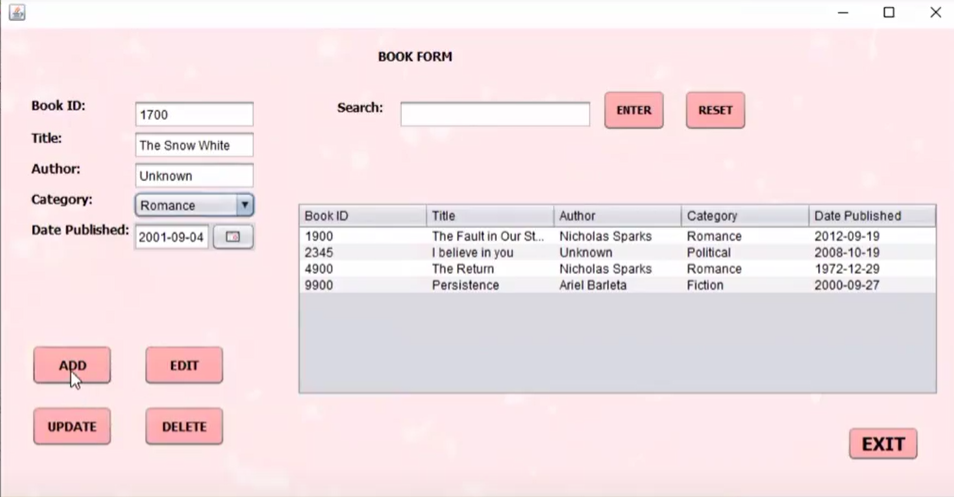 BOOK FORM
Book ID: 1700
Search: ENTER RESET
Title: The Snow White
Author: Unknown
Category: Romance
Date Published: 2001-09-04
Book ID Title Author Category Date Published
1900 The Fault in Our St... Nicholas Sparks Romance 2012-09-19
2345 I believe in you Unknown Political 2008-10-19
4900 The Return Nicholas Sparks Romance 1972-12-29
9900 Persistence Ariel Barleta Fiction 2000-09-27
ADD EDIT
UPDATE DELETE
EXIT